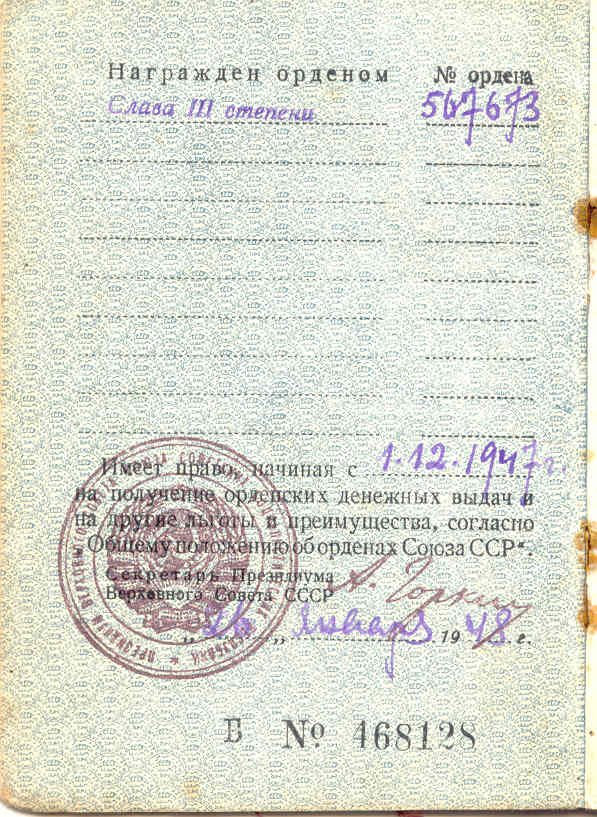 Награжден орденом № ордена
Слава III степени 567673
Имеет право, начиная с 1.12.1947 г.
на получение орденских денежных выдач и
на другие льготы и преимущества, согласно
„Общему положению об орденах Союза ССР“.
Секретарь Президиума
Верховного Совета СССР А. Горкин
„26“ Января 1948 г.
Б № 468128